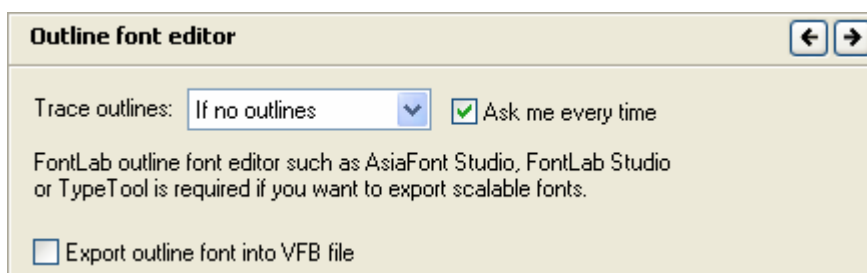 Outline font editor
Trace outlines: If no outlines Ask me every time
FontLab outline font editor such as AsiaFont Studio, FontLab Studio
or TypeTool is required if you want to export scalable fonts.
Export outline font into VFB file